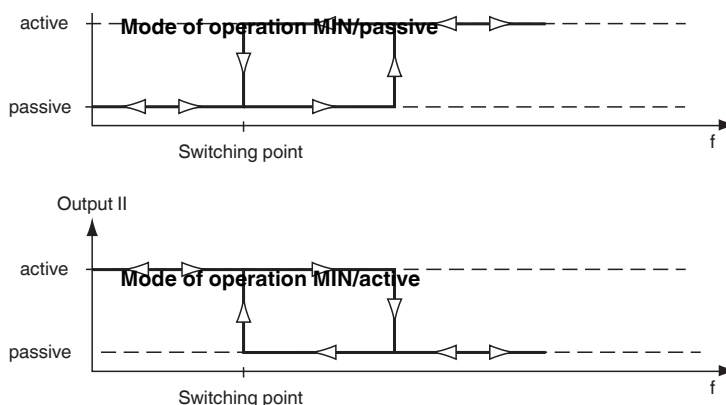 active
Mode of operation MIN/passive
passive
f
Switching point
Output II
active
Mode of operation MIN/active
passive
f
Switching point